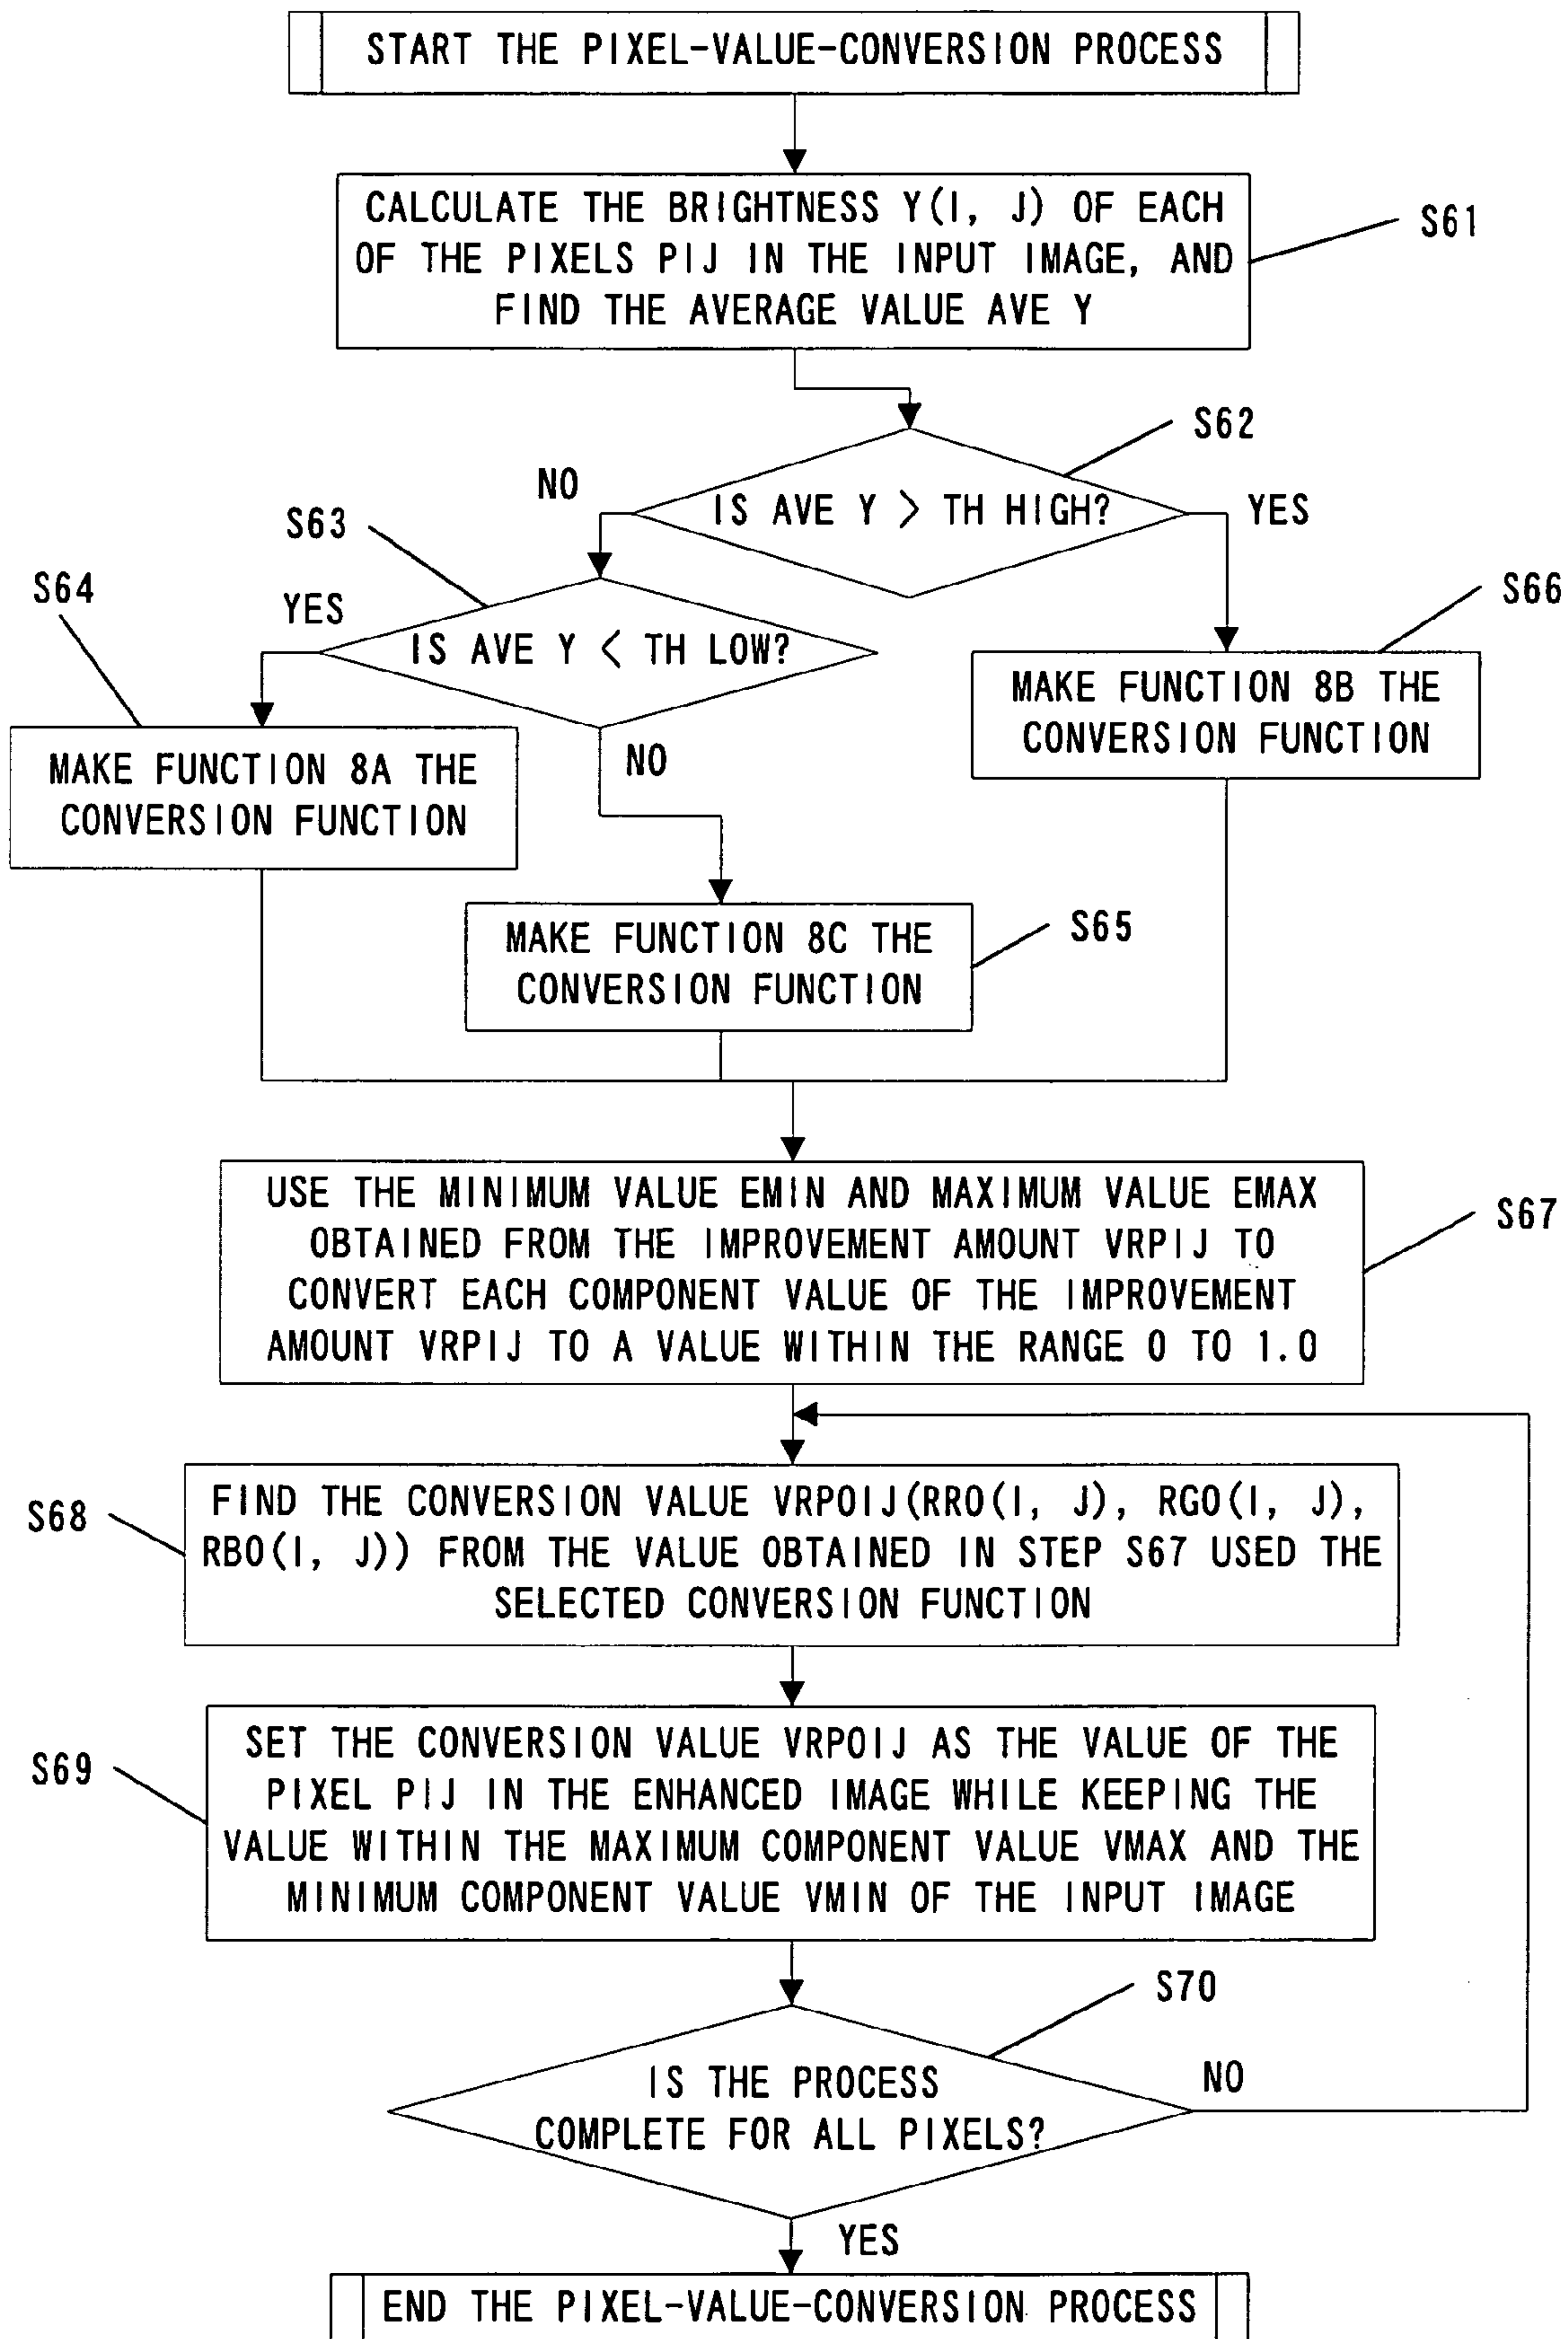 START THE PIXEL-VALUE-CONVERSION PROCESS
CALCULATE THE BRIGHTNESS Y(I, J) OF EACH
OF THE PIXELS PIJ IN THE INPUT IMAGE, AND
FIND THE AVERAGE VALUE AVE Y
S61
S62
NO
IS AVE Y > TH HIGH?
YES
S63
S64
YES
IS AVE Y < TH LOW?
S66
MAKE FUNCTION 8B THE
CONVERSION FUNCTION
MAKE FUNCTION 8A THE
CONVERSION FUNCTION
NO
MAKE FUNCTION 8C THE
CONVERSION FUNCTION
S65
USE THE MINIMUM VALUE EMIN AND MAXIMUM VALUE EMAX
OBTAINED FROM THE IMPROVEMENT AMOUNT VRPIJ TO
CONVERT EACH COMPONENT VALUE OF THE IMPROVEMENT
AMOUNT VRPIJ TO A VALUE WITHIN THE RANGE 0 TO 1.0
S67
S68
FIND THE CONVERSION VALUE VRPOIJ(RRO(I, J), RGO(I, J),
RBO(I, J)) FROM THE VALUE OBTAINED IN STEP S67 USED THE
SELECTED CONVERSION FUNCTION
S69
SET THE CONVERSION VALUE VRPOIJ AS THE VALUE OF THE
PIXEL PIJ IN THE ENHANCED IMAGE WHILE KEEPING THE
VALUE WITHIN THE MAXIMUM COMPONENT VALUE VMAX AND THE
MINIMUM COMPONENT VALUE VMIN OF THE INPUT IMAGE
S70
IS THE PROCESS
COMPLETE FOR ALL PIXELS?
NO
YES
END THE PIXEL-VALUE-CONVERSION PROCESS